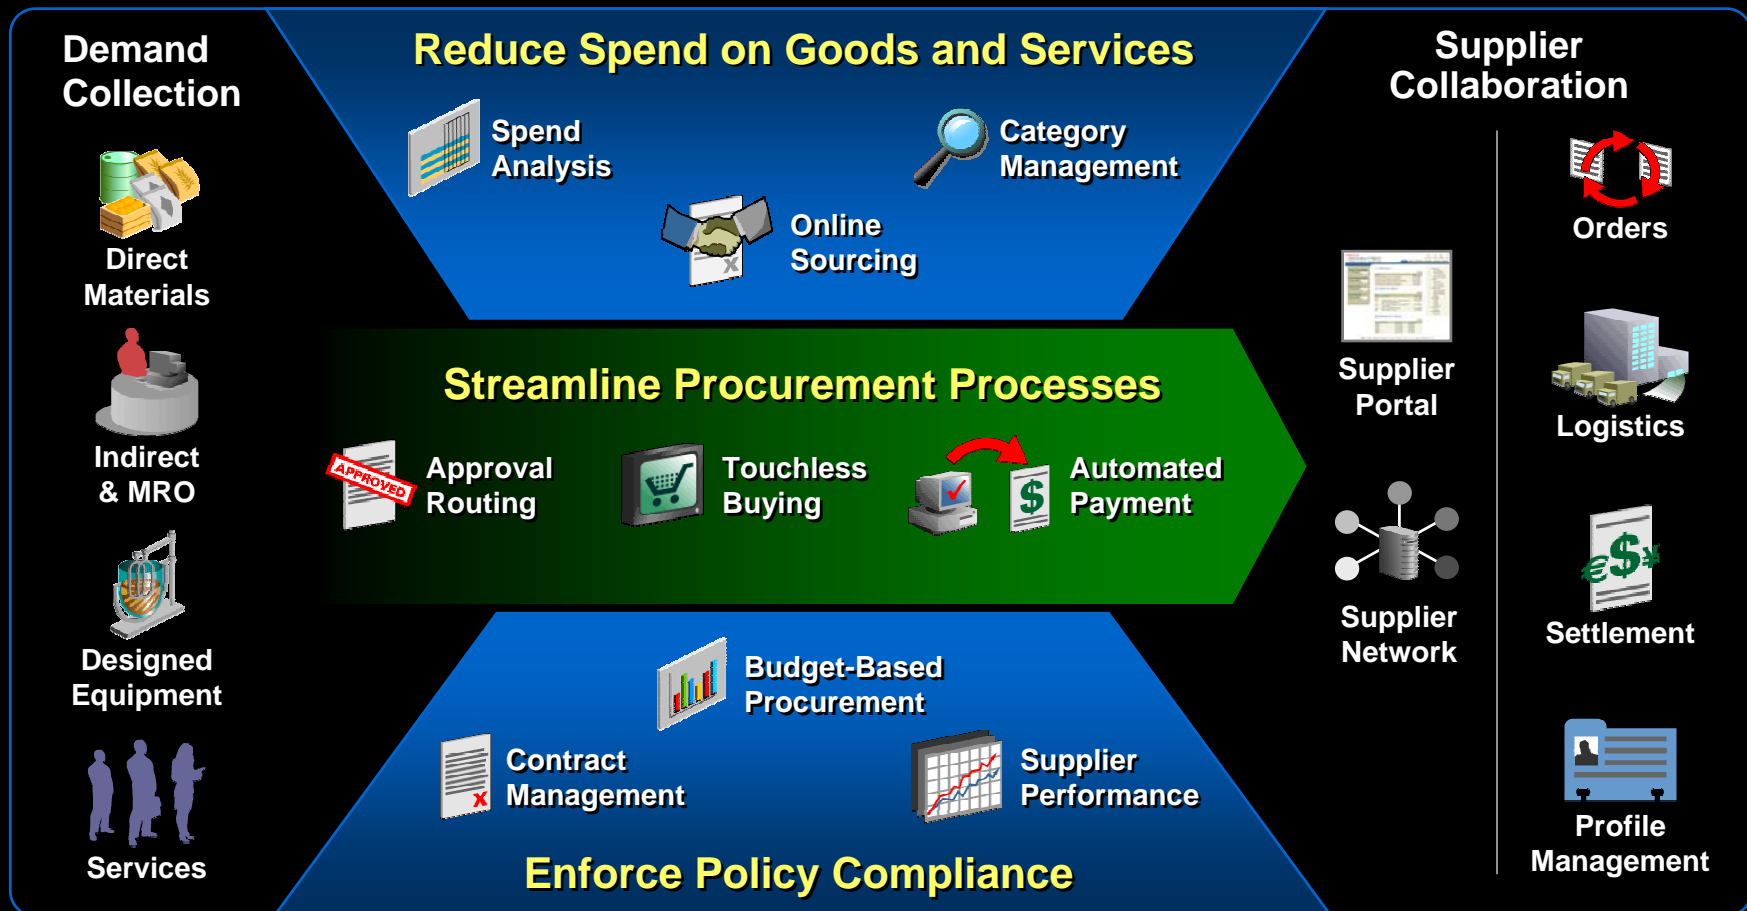 Demand
Collection
Direct
Materials
Indirect
& MRO
Designed
Equipment
Services
Reduce Spend on Goods and Services
Spend
Analysis
Category
Management
Online
Sourcing
Streamline Procurement Processes
APPROVED
Approval
Routing
Touchless
Buying
$
Automated
Payment
Budget-Based
Procurement
Contract
Management
Supplier
Performance
Enforce Policy Compliance
Supplier
Collaboration
Supplier
Portal
Supplier
Network
Orders
Logistics
€$¥
Settlement
Profile
Management